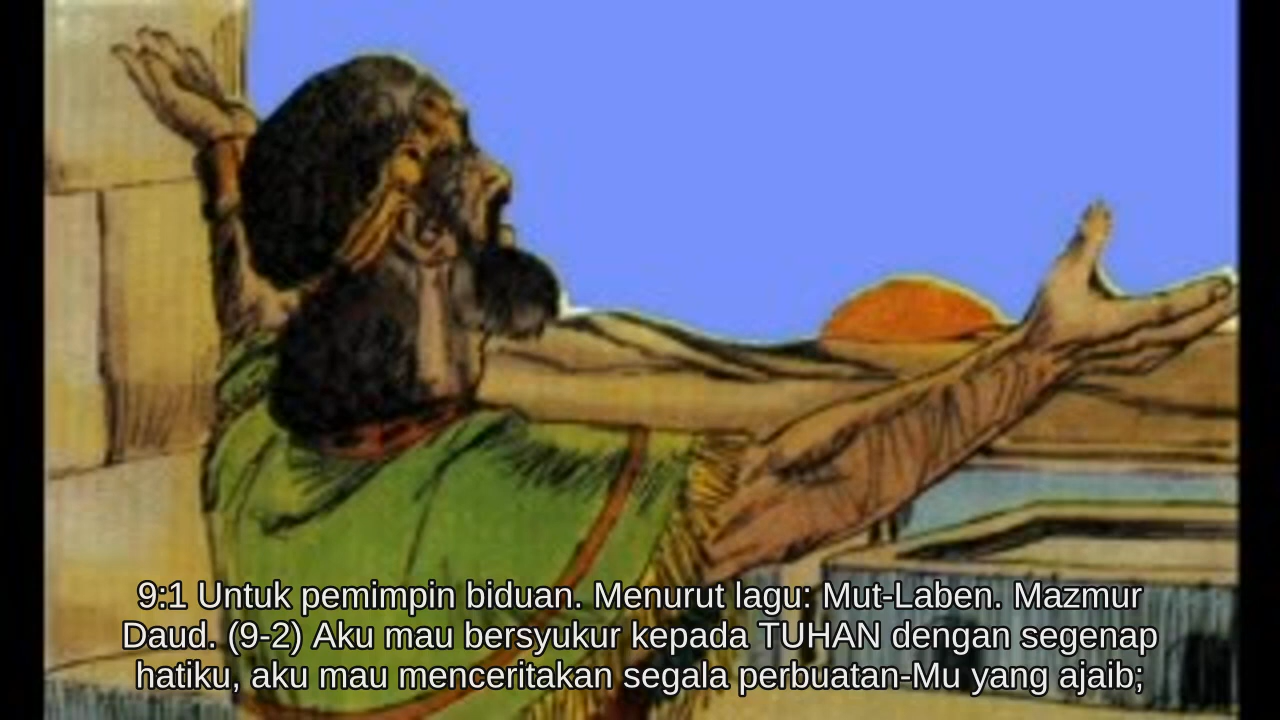 9:1 Untuk pemimpin biduan. Menurut lagu: Mut-Laben. Mazmur
Daud. (9-2) Aku mau bersyukur kepada TUHAN dengan segenap
hatiku, aku mau menceritakan segala perbuatan-Mu yang ajaib;